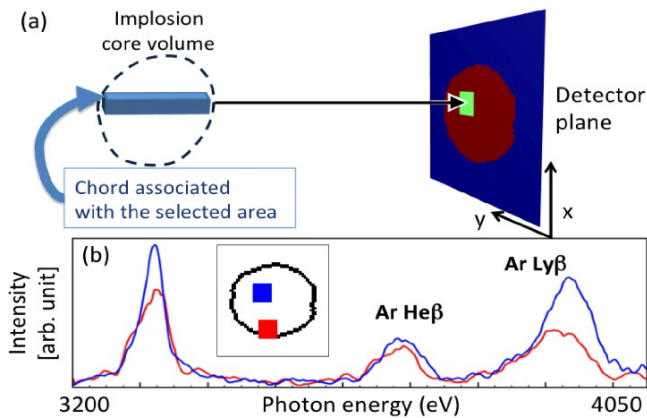 (a)
Implosion
core volume
Detector
plane
Chord associated
with the selected area
y
x
(b)
Ar Lyβ
Ar Heβ
Intensity
[arb. unit]
3200
Photon energy (eV)
4050